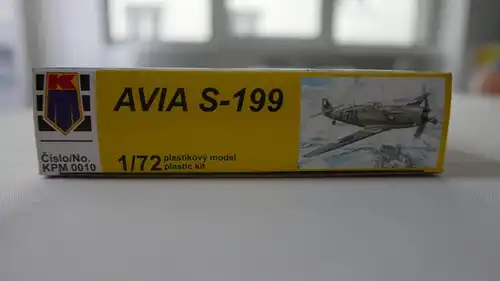 K
AVIA S-199
Číslo/No.
KPM 0010
1/72 plastikový model
plastic kit